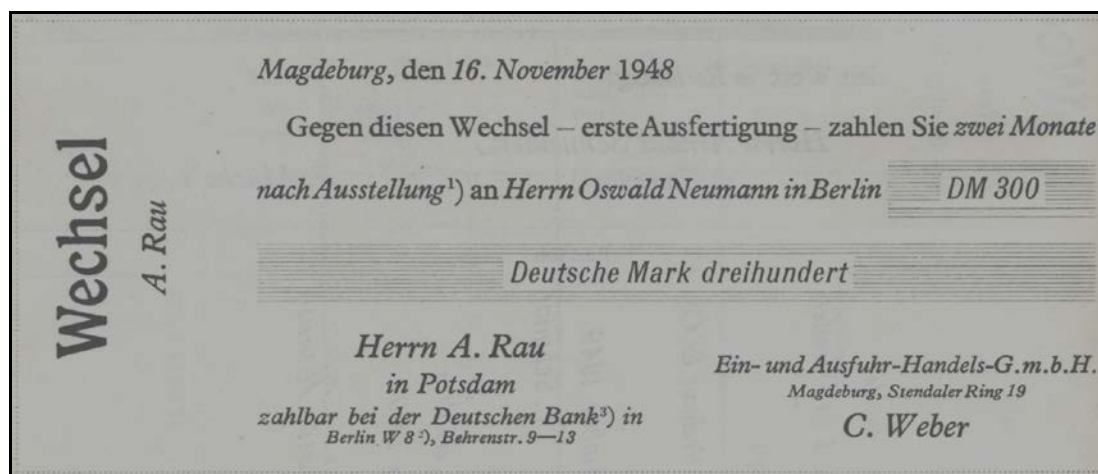 Wechsel
A. Rau
Magdeburg, den 16. November 1948
Gegen diesen Wechsel – erste Ausfertigung – zahlen Sie zwei Monate
nach Ausstellung¹) an Herrn Oswald Neumann in Berlin DM 300
Deutsche Mark dreihundert
Herrn A. Rau
in Potsdam
zahlbar bei der Deutschen Bank³) in
Berlin W 8²), Behrenstr. 9—13
Ein- und Ausfuhr-Handels-G.m.b.H.
Magdeburg, Stendaler Ring 19
C. Weber